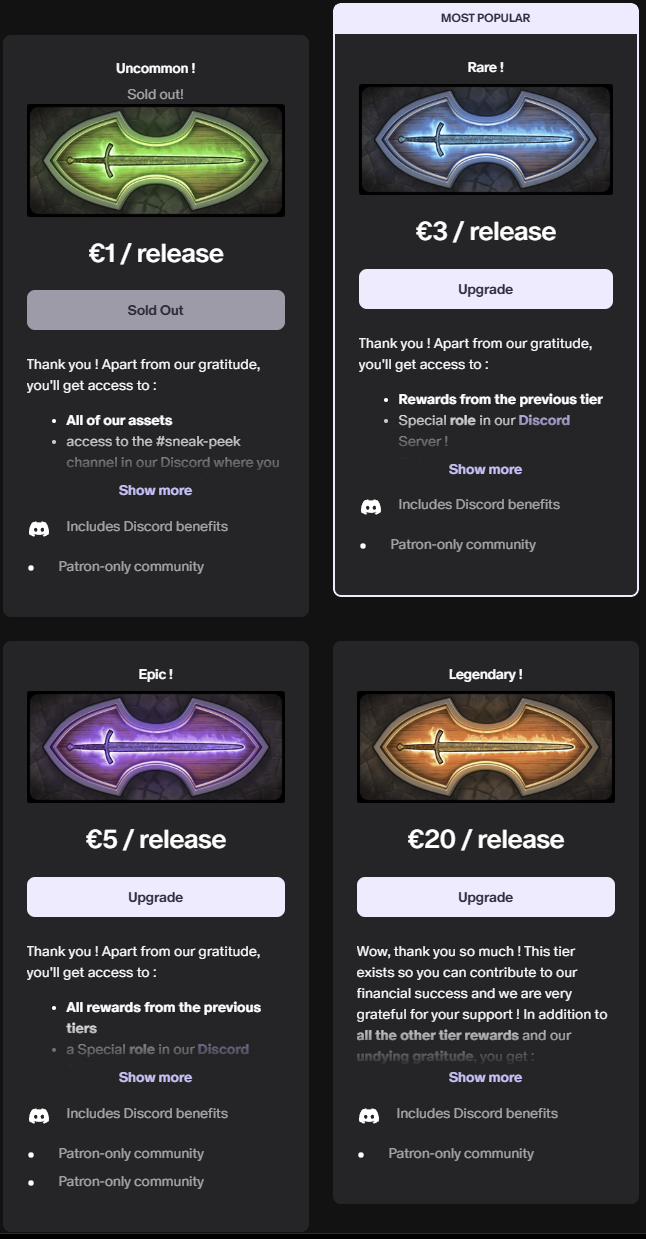 Uncommon !
Sold out!
€1 / release
Sold Out
Thank you ! Apart from our gratitude,
you'll get access to :
• All of our assets
• access to the #sneak-peek
channel in our Discord where you
Show more
Includes Discord benefits
• Patron-only community
MOST POPULAR
Rare !
€3 / release
Upgrade
Thank you ! Apart from our gratitude,
you'll get access to :
• Rewards from the previous tier
• Special role in our Discord
Server !
Show more
Includes Discord benefits
• Patron-only community
Epic !
€5 / release
Upgrade
Thank you ! Apart from our gratitude,
you'll get access to :
• All rewards from the previous
tiers
• a Special role in our Discord
Show more
Includes Discord benefits
• Patron-only community
• Patron-only community
Legendary !
€20 / release
Upgrade
Wow, thank you so much ! This tier
exists so you can contribute to our
financial success and we are very
grateful for your support ! In addition to
all the other tier rewards and our
undying gratitude, you get :
Show more
Includes Discord benefits
• Patron-only community